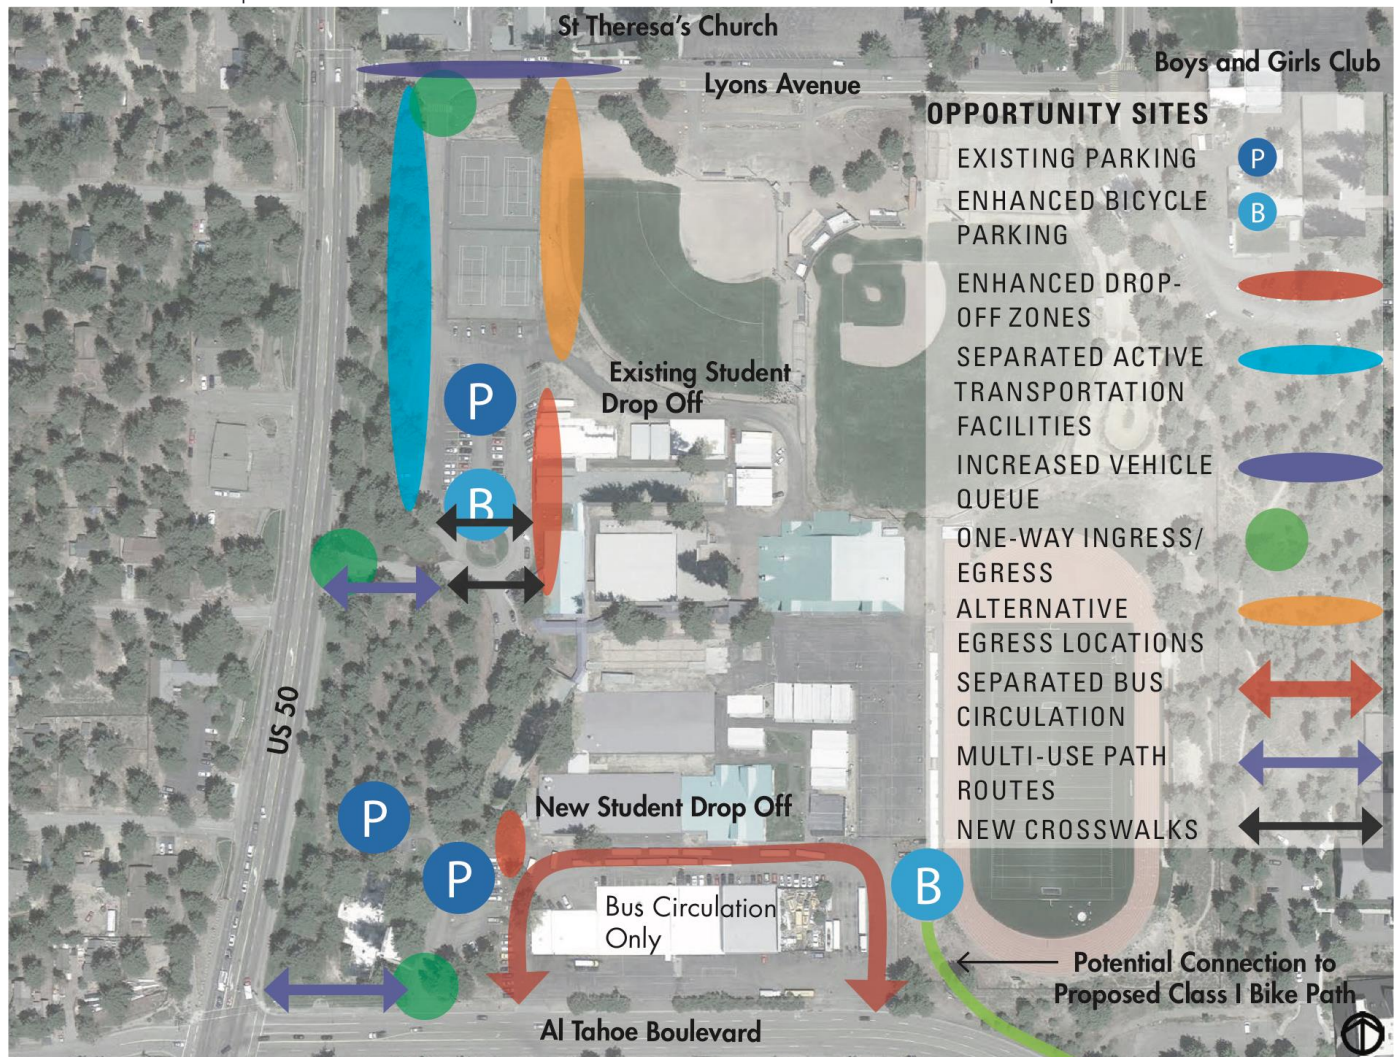 St Theresa's Church
Lyons Avenue
Boys and Girls Club
OPPORTUNITY SITES
EXISTING PARKING
P
ENHANCED BICYCLE
PARKING
B
ENHANCED DROP-
OFF ZONES
SEPARATED ACTIVE
TRANSPORTATION
FACILITIES
INCREASED VEHICLE
QUEUE
ONE-WAY INGRESS/
EGRESS
ALTERNATIVE
EGRESS LOCATIONS
SEPARATED BUS
CIRCULATION
MULTI-USE PATH
ROUTES
NEW CROSSWALKS
Existing Student
Drop Off
P
B
US 50
New Student Drop Off
P
P
B
Bus Circulation
Only
Potential Connection to
Proposed Class I Bike Path
Al Tahoe Boulevard